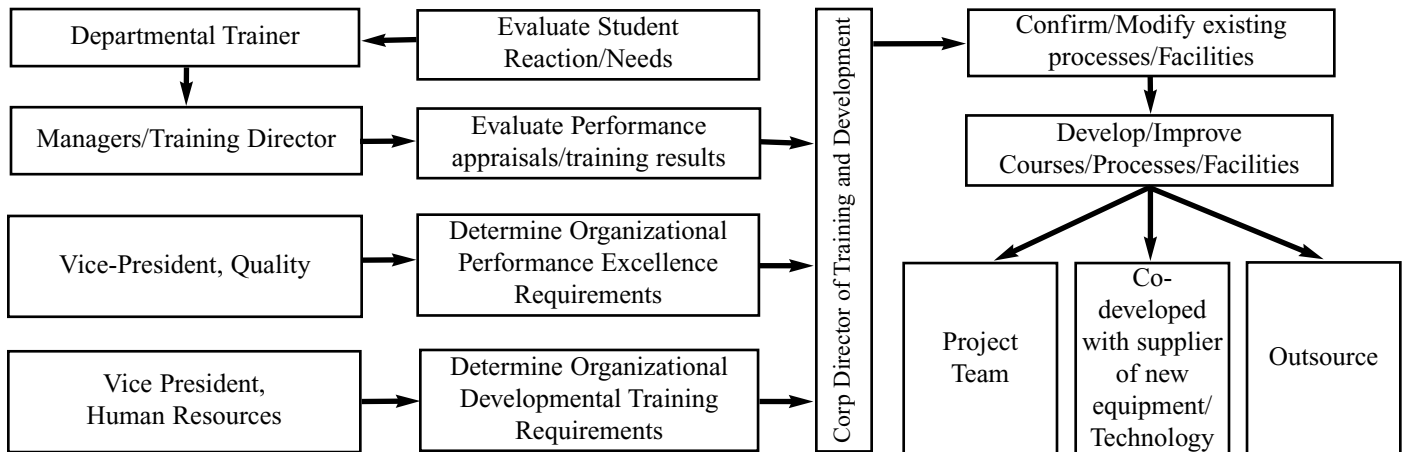 Departmental Trainer
Evaluate Student
Reaction/Needs
Managers/Training Director
Evaluate Performance
appraisals/training results
Vice-President, Quality
Determine Organizational
Performance Excellence
Requirements
Vice President,
Human Resources
Determine Organizational
Developmental Training
Requirements
Corp Director of Training and Development
Confirm/Modify existing
processes/Facilities
Develop/Improve
Courses/Processes/Facilities
Project
Team
Co-
developed
with supplier
of new
equipment/
Technology
Outsource